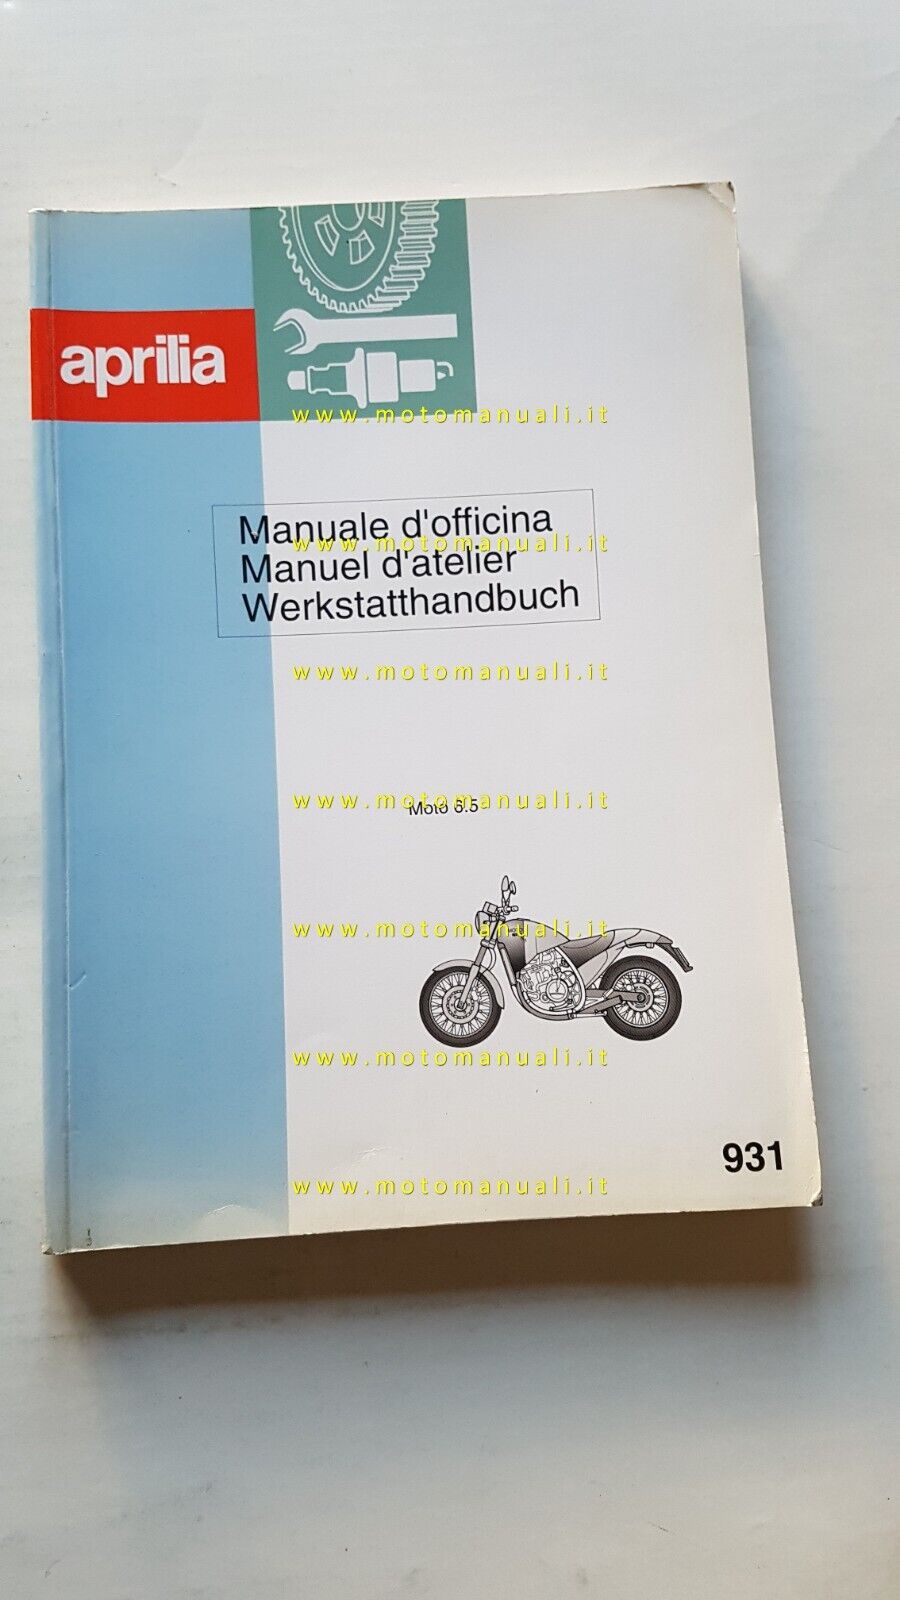 aprilia
www.motomanuali.it
Manuale d'officina
www.motomanuali.it
Manuel d'atelier
Werkstatthandbuch
www.motomanuali.it
www.motomanuali.it
Moto 6.5
www.motomanuali.it
www.motomanuali.it
931
www.motomanuali.it